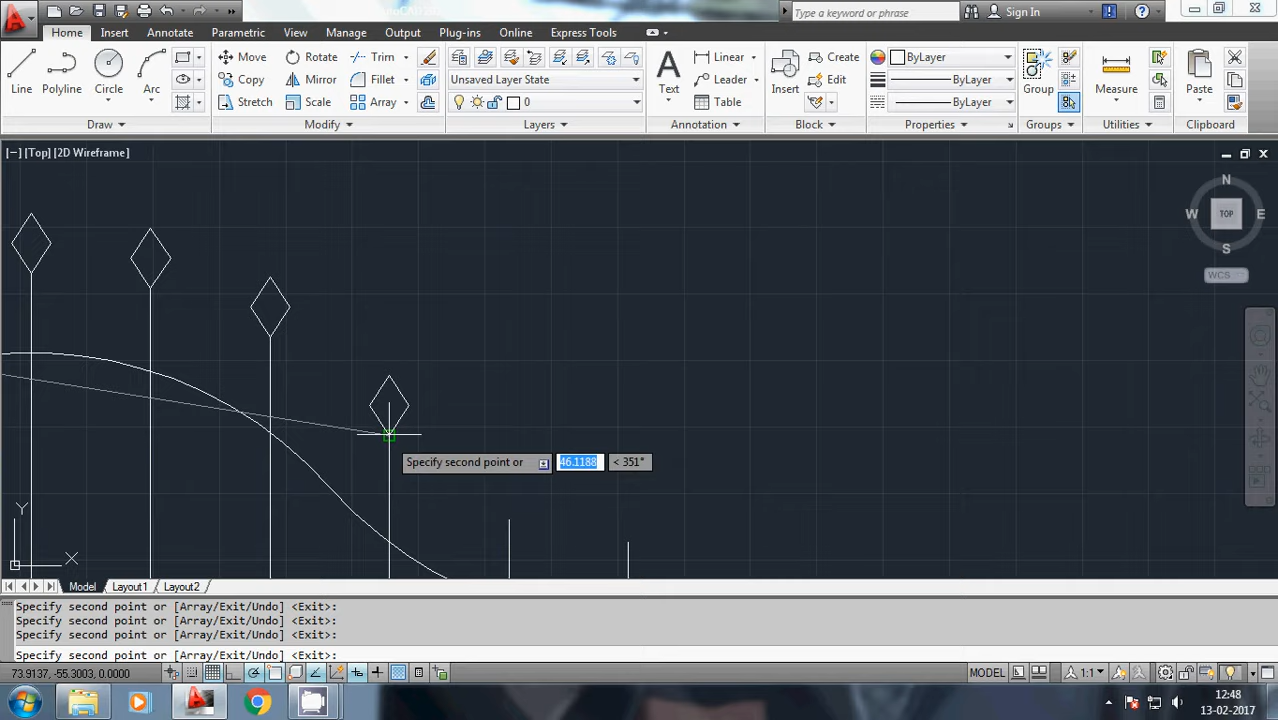 Type a keyword or phrase
Sign In
Home Insert Annotate Parametric View Manage Output Plug-ins Online Express Tools
Move Rotate Trim
Copy Mirror Fillet
Stretch Scale Array
Line Polyline Circle Arc
Unsaved Layer State
0
Text
Linear
Leader
Table
Insert
Create
Edit
ByLayer
ByLayer
ByLayer
Group
Measure
Paste
Draw Modify Layers Annotation Block Properties Groups Utilities Clipboard
[−] [Top] [2D Wireframe]
N
W TOP E
S
WCS
Specify second point or 46.1188 < 351°
Y
X
Model Layout1 Layout2
Specify second point or [Array/Exit/Undo] <Exit>:
Specify second point or [Array/Exit/Undo] <Exit>:
Specify second point or [Array/Exit/Undo] <Exit>:
Specify second point or [Array/Exit/Undo] <Exit>:
73.9137, -55.3003, 0.0000
MODEL
1:1
12:48
13-02-2017